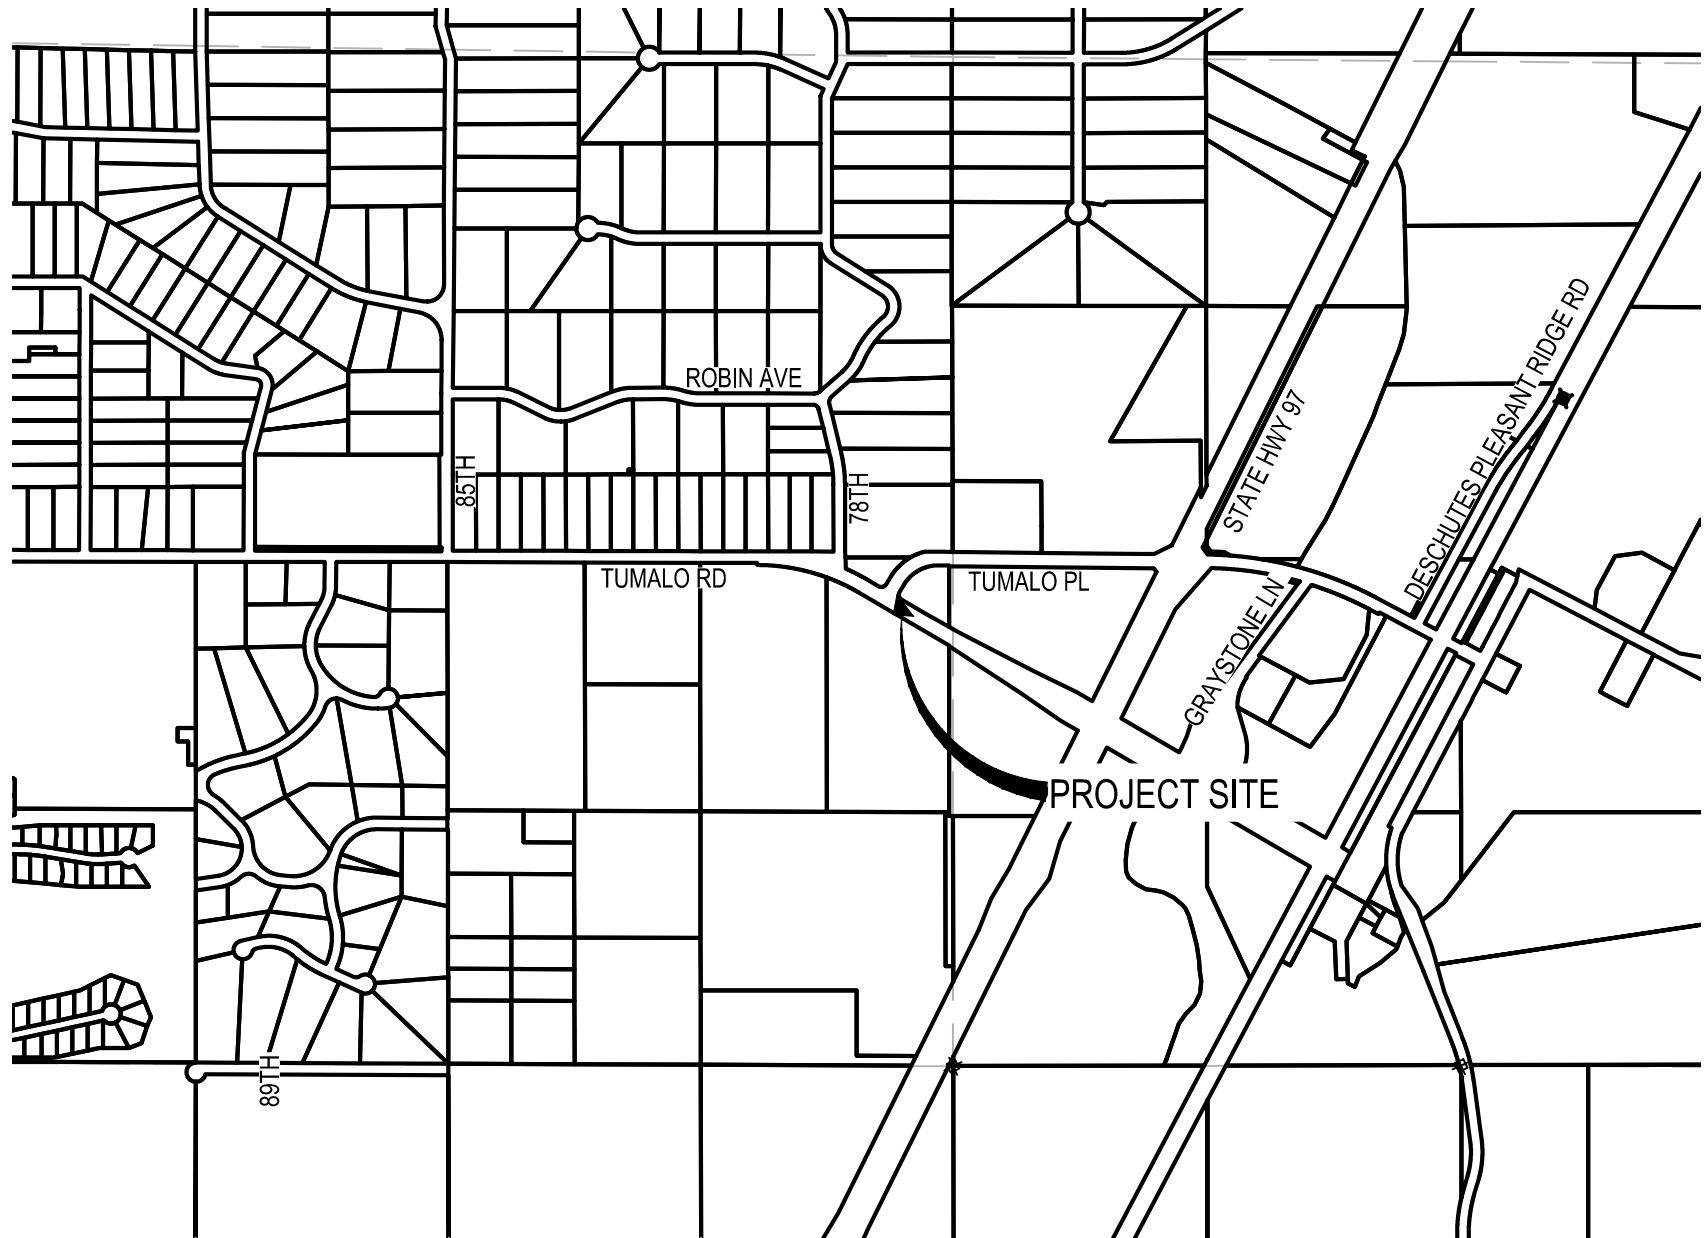 ROBIN AVE
STATE HWY 97
DESCHUTES PLEASANT RIDGE RD
85TH
78TH
TUMALO RD
TUMALO PL
GRAYSTONE LN
PROJECT SITE
89TH